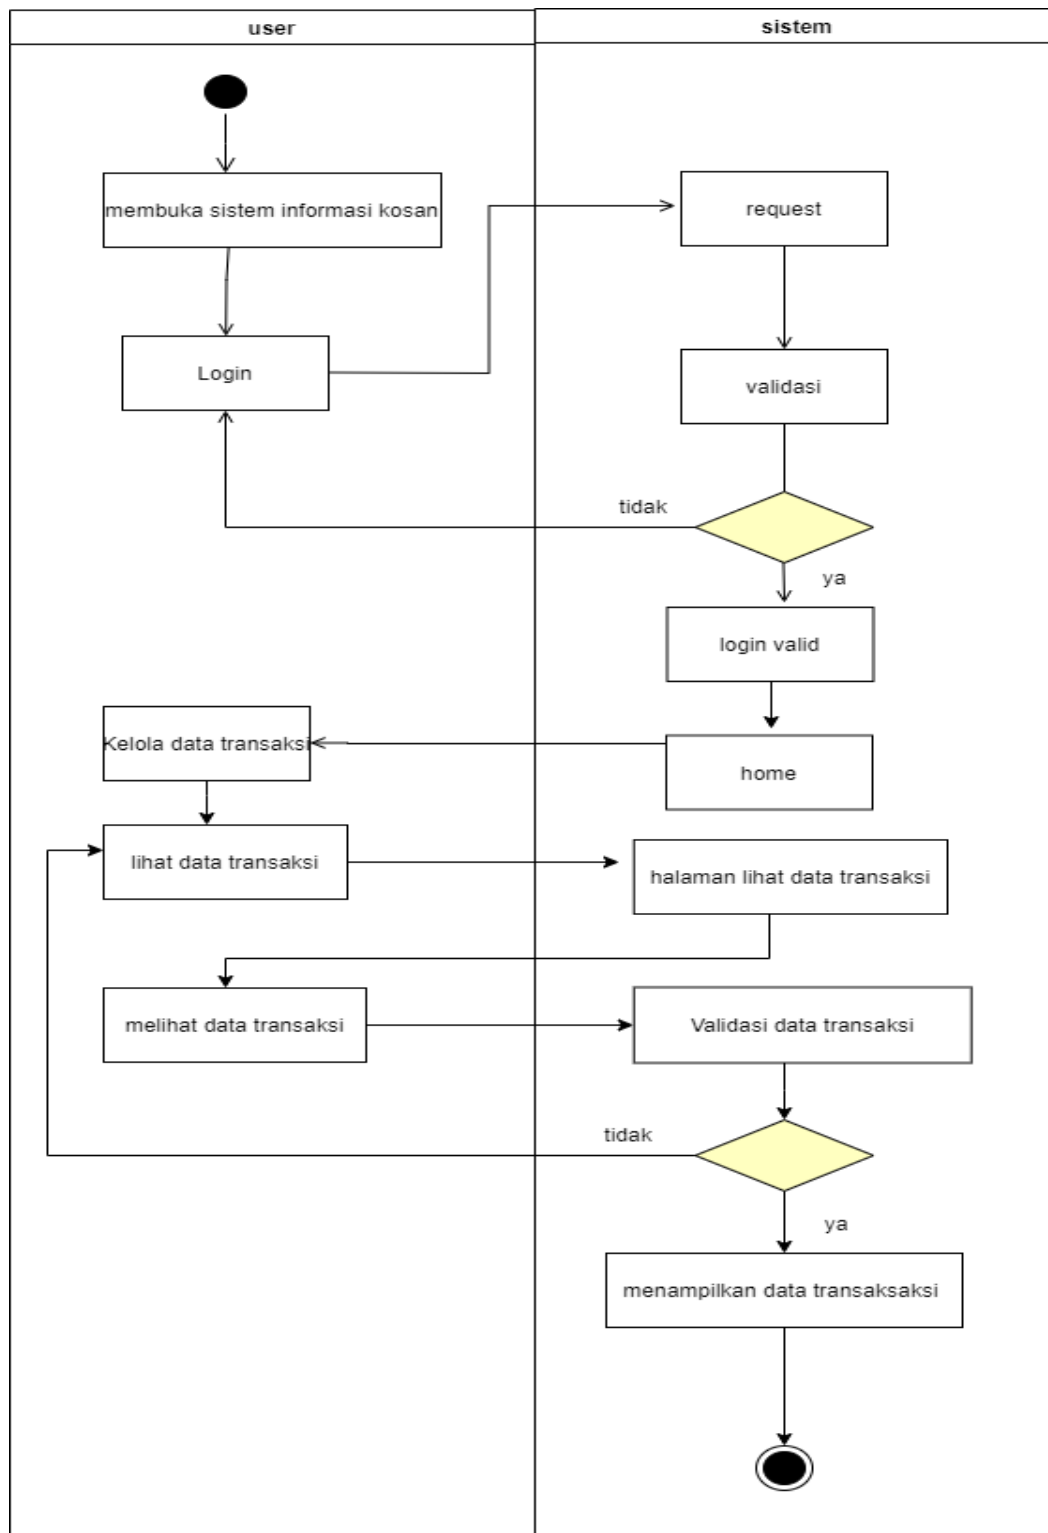 user
sistem
membuka sistem informasi kosan
request
Login
validasi
tidak
ya
login valid
Kelola data transaksi
home
lihat data transaksi
halaman lihat data transaksi
melihat data transaksi
Validasi data transaksi
tidak
ya
menampilkan data transaksaksi